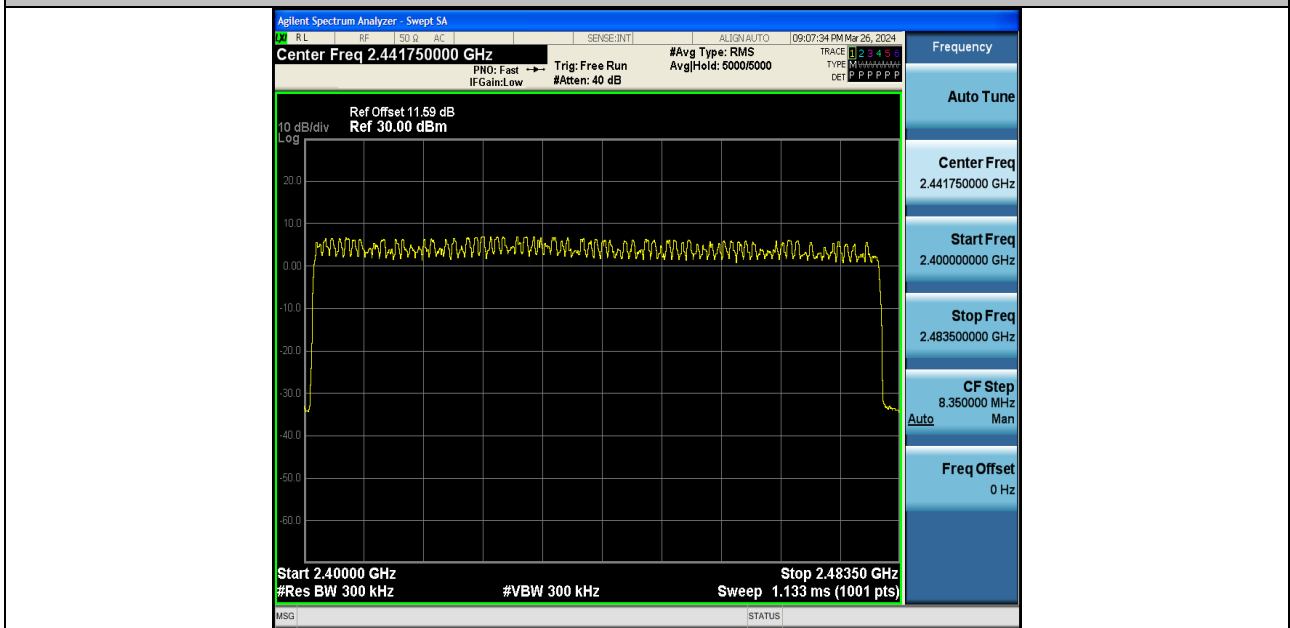 Agilent Spectrum Analyzer - Swept SA
RL RF 50 Ω AC SENSE:INT ALIGNAUTO 09:07:34 PM Mar 26, 2024
Center Freq 2.441750000 GHz
PNO: Fast
IFGain:Low
Trig: Free Run
#Atten: 40 dB
#Avg Type: RMS
Avg|Hold: 5000/5000
TRACE 1 2 3 4 5 6
TYPE M
DET P P P P P P
Ref Offset 11.59 dB
10 dB/div Ref 30.00 dBm
Log
20.0
10.0
0.00
-10.0
-20.0
-30.0
-40.0
-50.0
-60.0
Start 2.40000 GHz Stop 2.48350 GHz
#Res BW 300 kHz #VBW 300 kHz Sweep 1.133 ms (1001 pts)
MSG STATUS
Frequency
Auto Tune
Center Freq
2.441750000 GHz
Start Freq
2.400000000 GHz
Stop Freq
2.483500000 GHz
CF Step
8.350000 MHz
Auto Man
Freq Offset
0 Hz